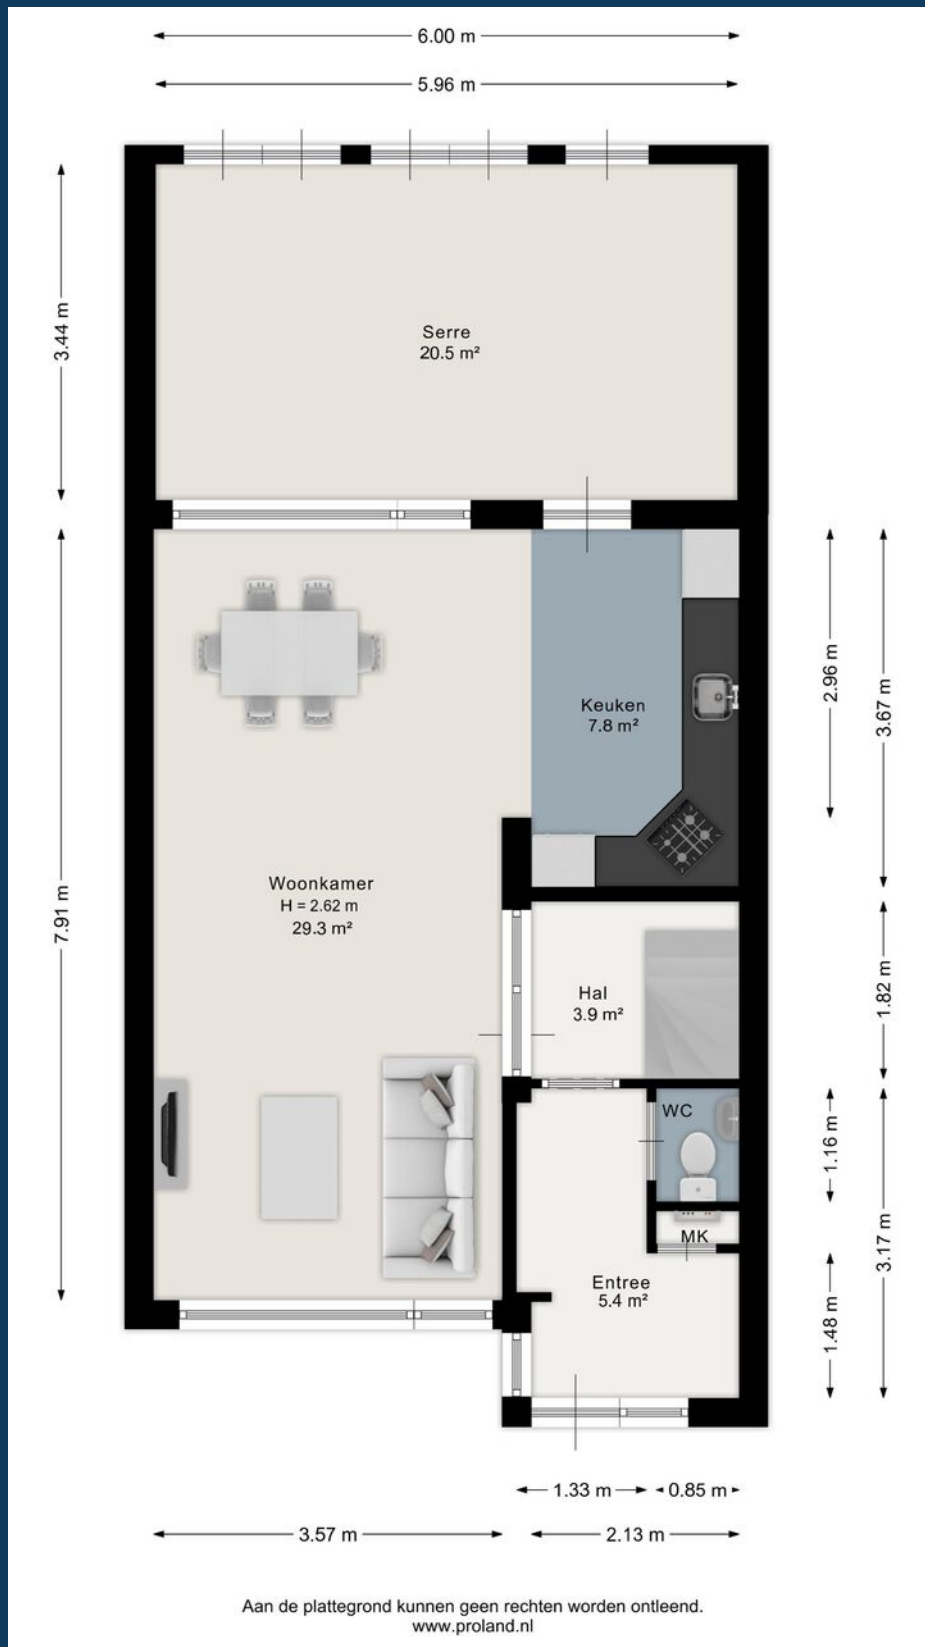 6.00 m
5.96 m
3.44 m
Serre
20.5 m²
2.96 m
3.67 m
Keuken
7.8 m²
Woonkamer
H = 2.62 m
29.3 m²
7.91 m
Hal
3.9 m²
1.82 m
WC
1.16 m
MK
3.17 m
Entree
5.4 m²
1.48 m
1.33 m
0.85 m
3.57 m
2.13 m
Aan de plattegrond kunnen geen rechten worden ontleend.
www.proland.nl